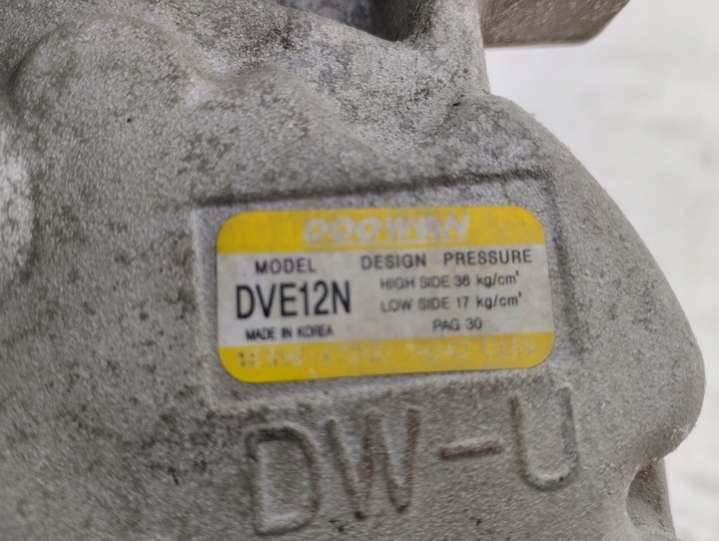 DOOWON
MODEL DESIGN PRESSURE
DVE12N HIGH SIDE 36 kg/cm²
LOW SIDE 17 kg/cm²
MADE IN KOREA PAG 30
DW-U